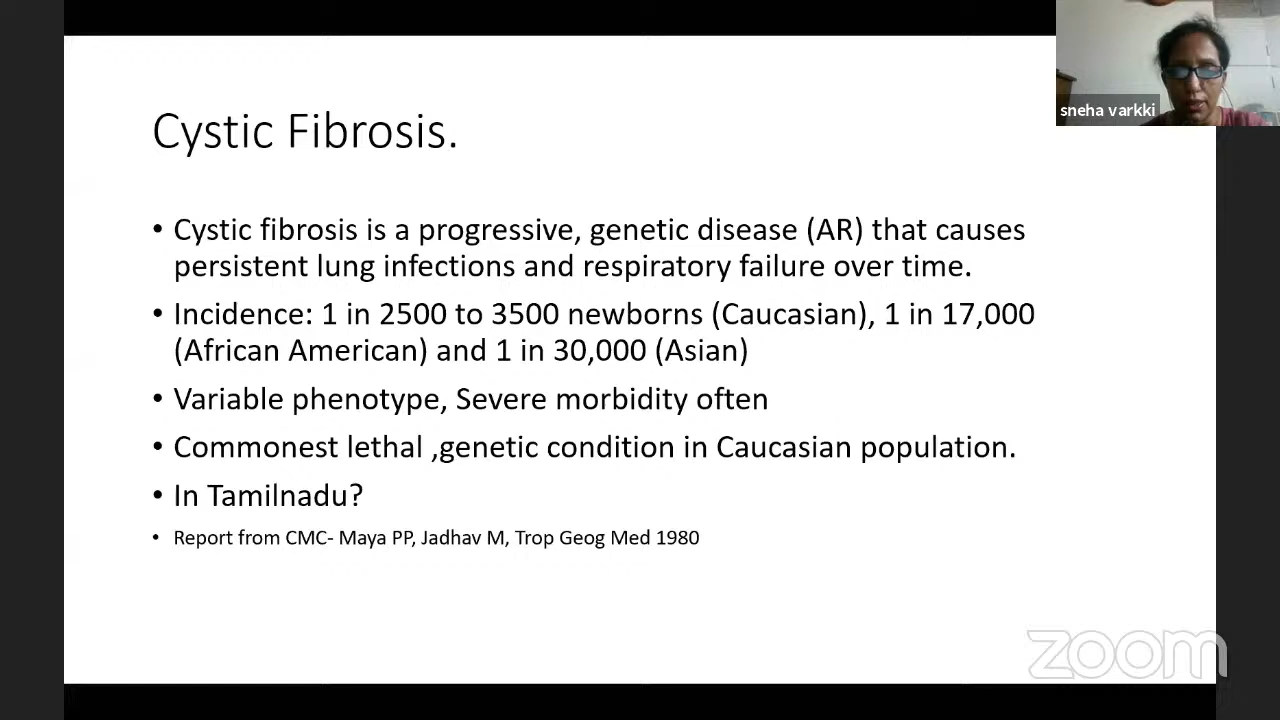 sneha varkki
Cystic Fibrosis.
• Cystic fibrosis is a progressive, genetic disease (AR) that causes
persistent lung infections and respiratory failure over time.
• Incidence: 1 in 2500 to 3500 newborns (Caucasian), 1 in 17,000
(African American) and 1 in 30,000 (Asian)
• Variable phenotype, Severe morbidity often
• Commonest lethal ,genetic condition in Caucasian population.
• In Tamilnadu?
• Report from CMC- Maya PP, Jadhav M, Trop Geog Med 1980
zoom